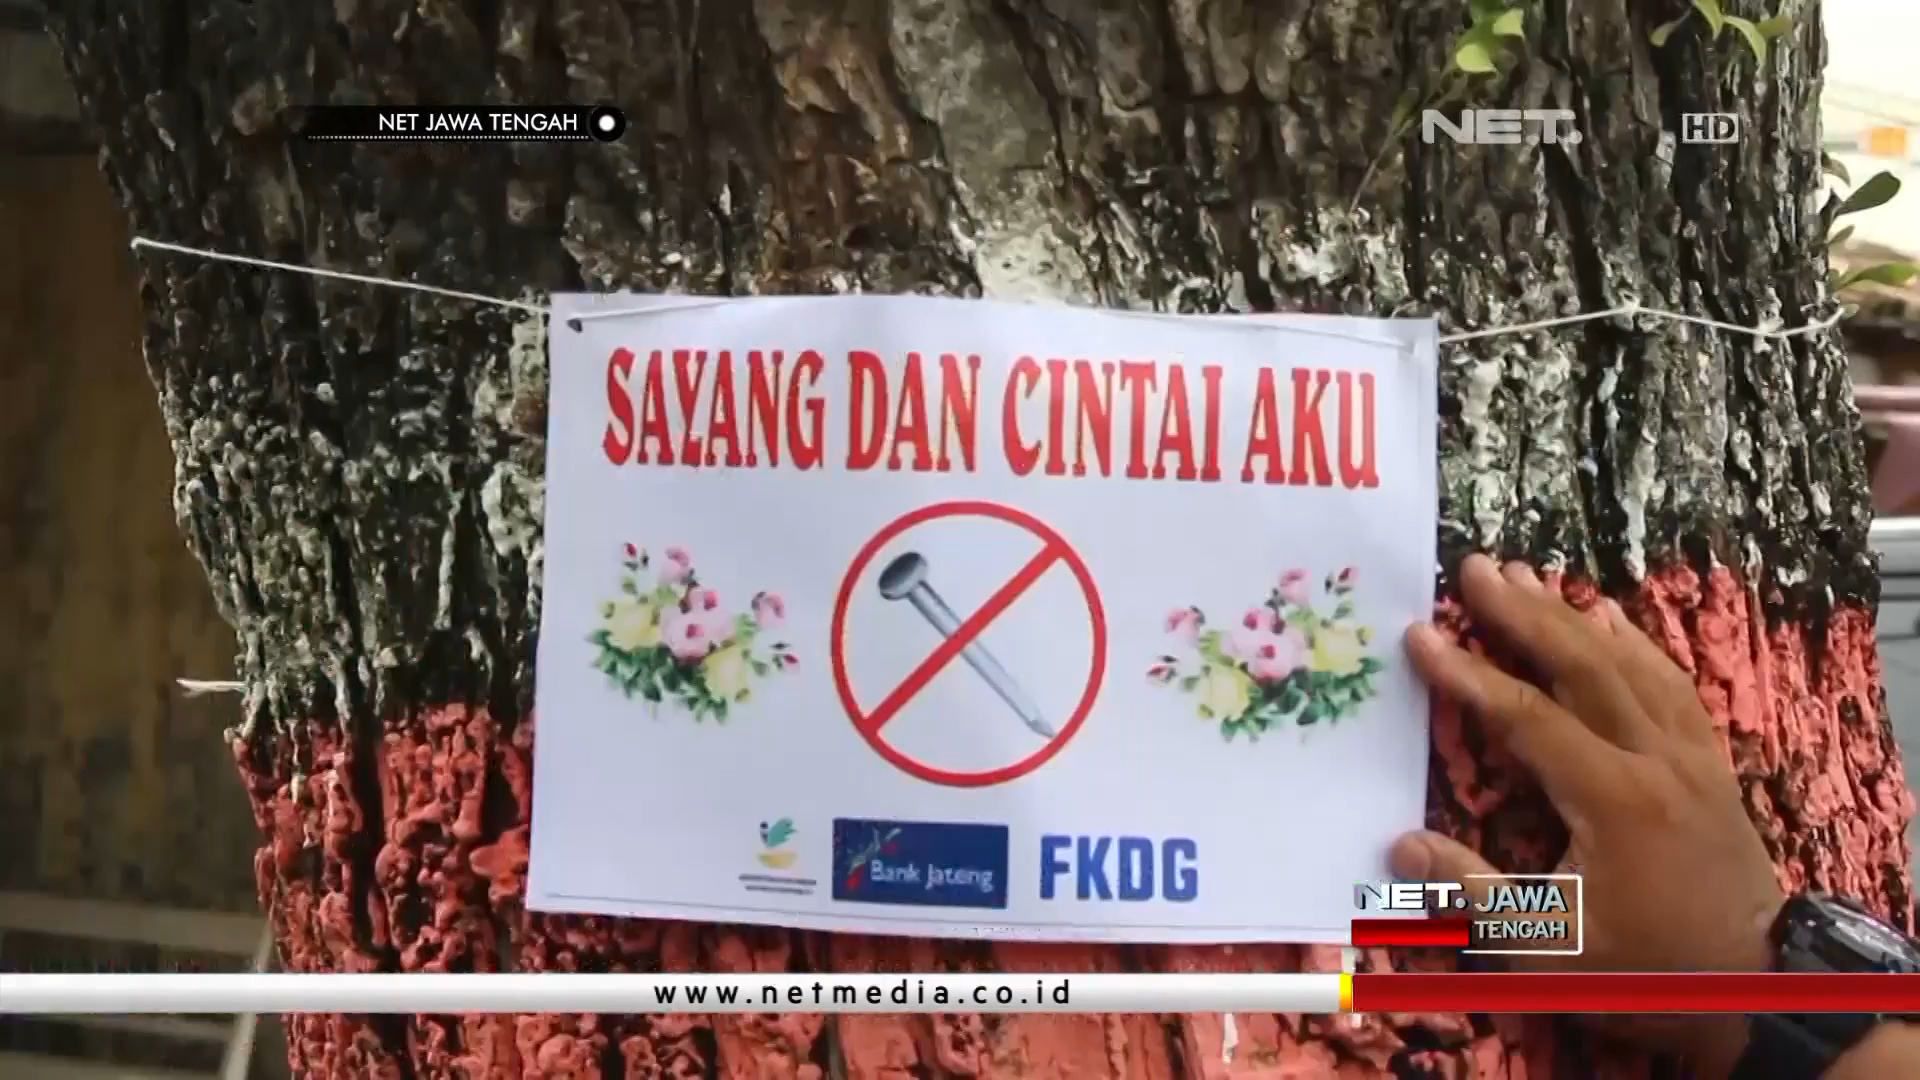 NET JAWA TENGAH
NET.
HD
SAYANG DAN CINTAI AKU
Bank Jateng
FKDG
NET. JAWA
TENGAH
www.netmedia.co.id